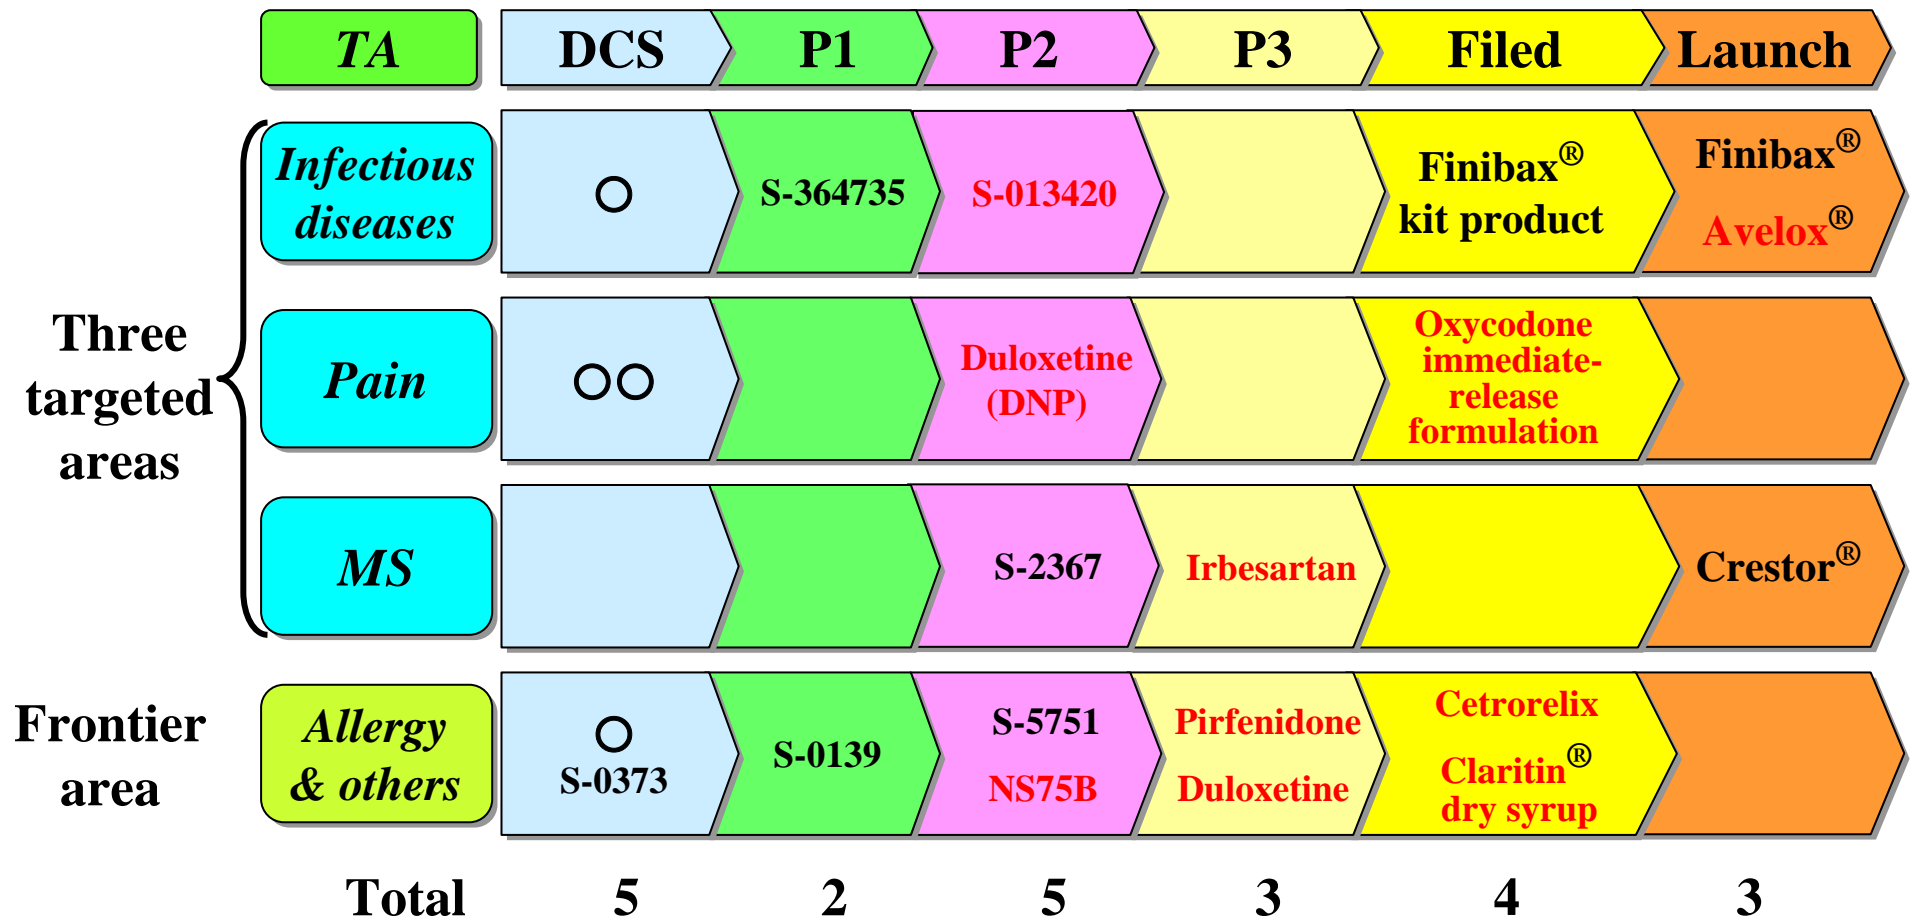 TA DCS P1 P2 P3 Filed Launch
Three
targeted
areas
Infectious
diseases
S-364735
S-013420
Finibax®
kit product
Finibax®
Avelox®
Pain
Duloxetine
(DNP)
Oxycodone
immediate-
release
formulation
MS
S-2367
Irbesartan
Crestor®
Frontier
area
Allergy
& others
S-0373
S-0139
S-5751
NS75B
Pirfenidone
Duloxetine
Cetrorelix
Claritin®
dry syrup
Total 5 2 5 3 4 3